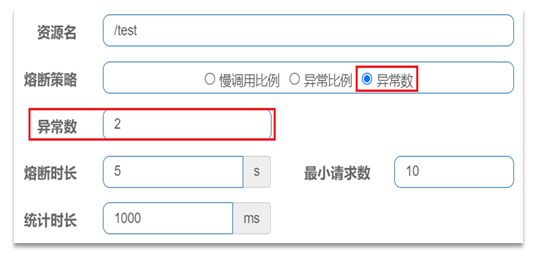 资源名 /test
熔断策略 慢调用比例 异常比例 异常数
异常数 2
熔断时长 5 s 最小请求数 10
统计时长 1000 ms